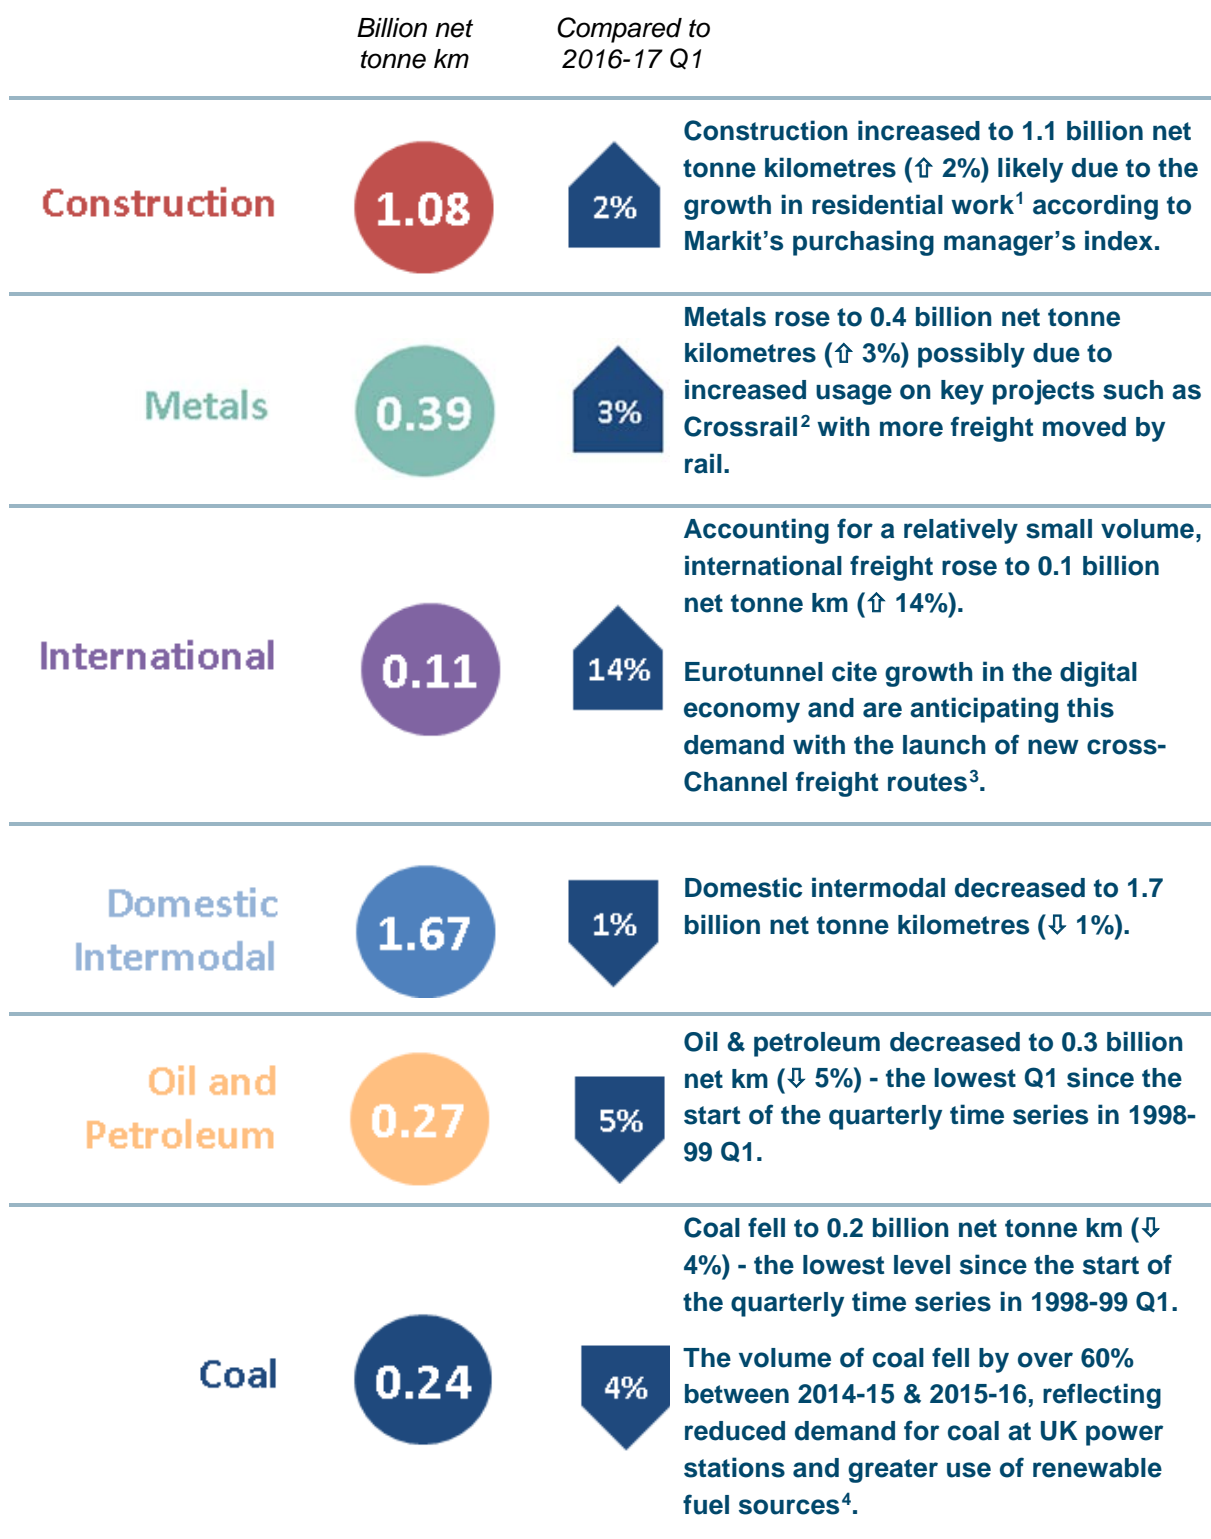 Billion net
tonne km
Compared to
2016-17 Q1
Construction
1.08
2%
Construction increased to 1.1 billion net
tonne kilometres (⇧ 2%) likely due to the
growth in residential work1 according to
Markit’s purchasing manager’s index.
Metals
0.39
3%
Metals rose to 0.4 billion net tonne
kilometres (⇧ 3%) possibly due to
increased usage on key projects such as
Crossrail2 with more freight moved by
rail.
International
0.11
14%
Accounting for a relatively small volume,
international freight rose to 0.1 billion
net tonne km (⇧ 14%).
Eurotunnel cite growth in the digital
economy and are anticipating this
demand with the launch of new cross-
Channel freight routes3.
Domestic
Intermodal
1.67
1%
Domestic intermodal decreased to 1.7
billion net tonne kilometres (⇩ 1%).
Oil and
Petroleum
0.27
5%
Oil & petroleum decreased to 0.3 billion
net km (⇩ 5%) - the lowest Q1 since the
start of the quarterly time series in 1998-
99 Q1.
Coal
0.24
4%
Coal fell to 0.2 billion net tonne km (⇩
4%) - the lowest level since the start of
the quarterly time series in 1998-99 Q1.
The volume of coal fell by over 60%
between 2014-15 & 2015-16, reflecting
reduced demand for coal at UK power
stations and greater use of renewable
fuel sources4.